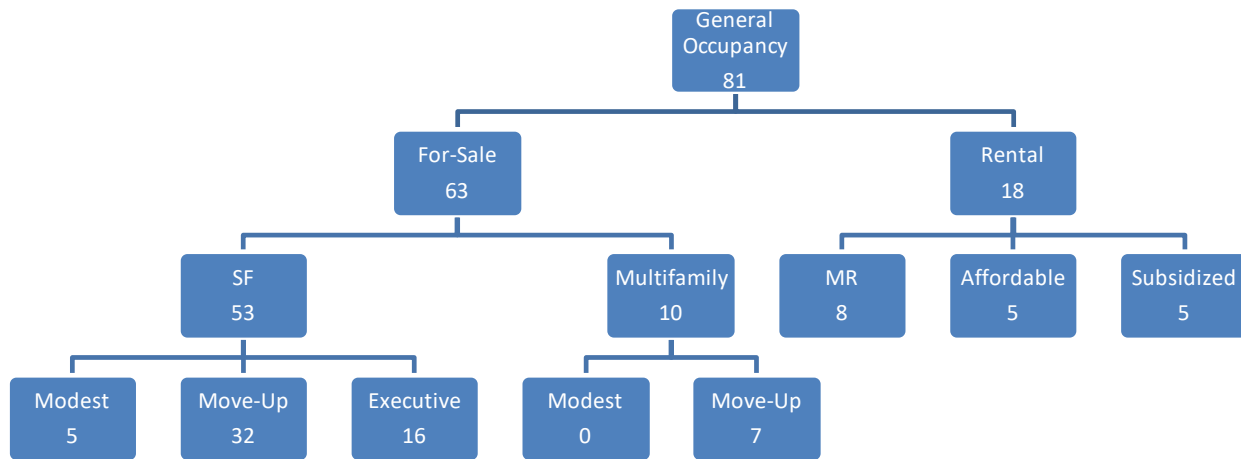 General
Occupancy
81
For-Sale
63
Rental
18
SF
53
Multifamily
10
MR
8
Affordable
5
Subsidized
5
Modest
5
Move-Up
32
Executive
16
Modest
0
Move-Up
7